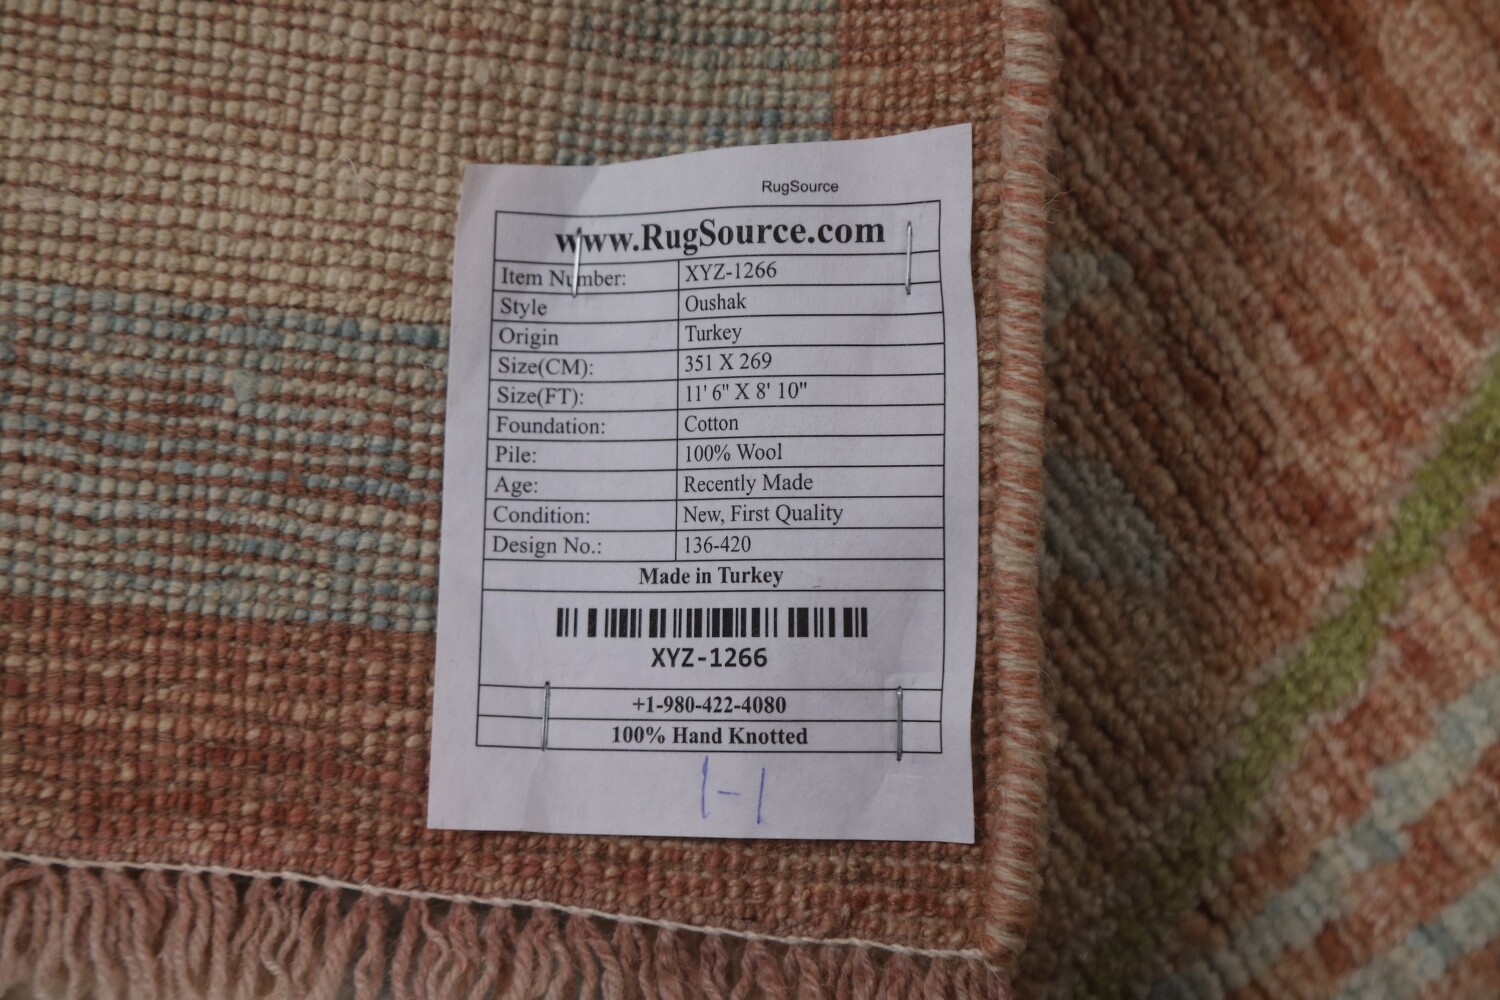 RugSource
www.RugSource.com
Item Number: XYZ-1266
Style Oushak
Origin Turkey
Size(CM): 351 X 269
Size(FT): 11' 6" X 8' 10"
Foundation: Cotton
Pile: 100% Wool
Age: Recently Made
Condition: New, First Quality
Design No.: 136-420
Made in Turkey
XYZ-1266
+1-980-422-4080
100% Hand Knotted
1-1